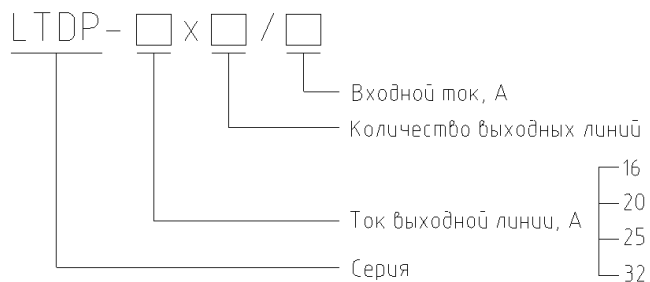 LTDP-□x□/□
Входной ток, А
Количество выходных линий
16
20
Ток выходной линии, А
25
Серия
32